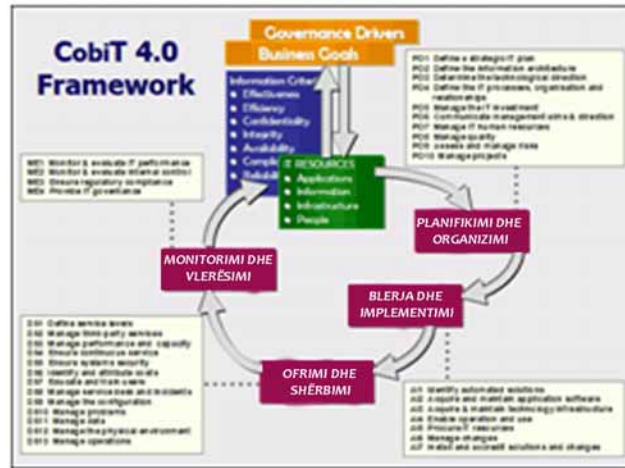 CobiT 4.0
Framework
Governance Drivers
Business Goals
Information Criteria
Effectiveness
Efficiency
Confidentiality
Integrity
Availability
IT RESOURCES
Applications
Information
Infrastructure
People
PO1 Define a strategic IT plan
PO2 Define the information architecture
PO3 Determine the technological direction
PO4 Define the IT processes, organisation and
relationships
PO5 Manage the IT investment
PO6 Communicate management aims & direction
PO7 Manage IT human resources
PO8 Manage quality
PO9 Assess and manage risks
PO10 Manage projects
PLANIFIKIMI DHE
ORGANIZIMI
BLERJA DHE
IMPLEMENTIMI
AI1 Identify automated solutions
AI2 Acquire and maintain application software
AI3 Acquire & maintain technology infrastructure
AI4 Enable operation and use
AI5 Procure IT resources
AI6 Manage changes
AI7 Install and accredit solutions and changes
OFRIMI DHE
SHËRBIMI
DS1 Define service levels
DS2 Manage third-party services
DS3 Manage performance and capacity
DS4 Ensure continuous service
DS5 Ensure systems security
DS6 Identify and attribute costs
DS7 Educate and train users
DS8 Manage service desk and incidents
DS9 Manage the configuration
DS10 Manage problems
DS11 Manage data
DS12 Manage the physical environment
DS13 Manage operations
MONITORIMI DHE
VLERËSIMI
ME1 Monitor & evaluate IT performance
ME2 Monitor & evaluate internal control
ME3 Ensure regulatory compliance
ME4 Provide IT governance